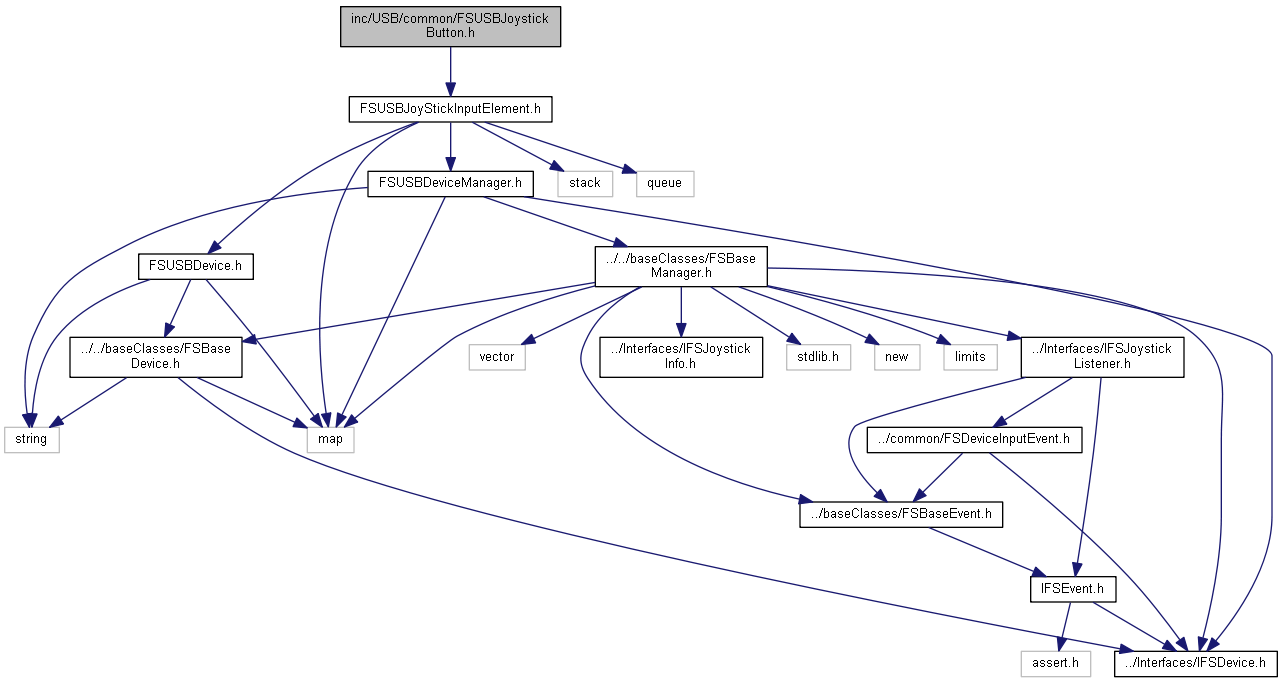 inc/USB/common/FSUSBJoystick
Button.h
FSUSBJoyStickInputElement.h
FSUSBDeviceManager.h
stack
queue
FSUSBDevice.h
../../baseClasses/FSBase
Manager.h
../../baseClasses/FSBase
Device.h
vector
../Interfaces/IFSJoystick
Info.h
stdlib.h
new
limits
../Interfaces/IFSJoystick
Listener.h
string
map
../common/FSDeviceInputEvent.h
../baseClasses/FSBaseEvent.h
IFSEvent.h
assert.h
../Interfaces/IFSDevice.h